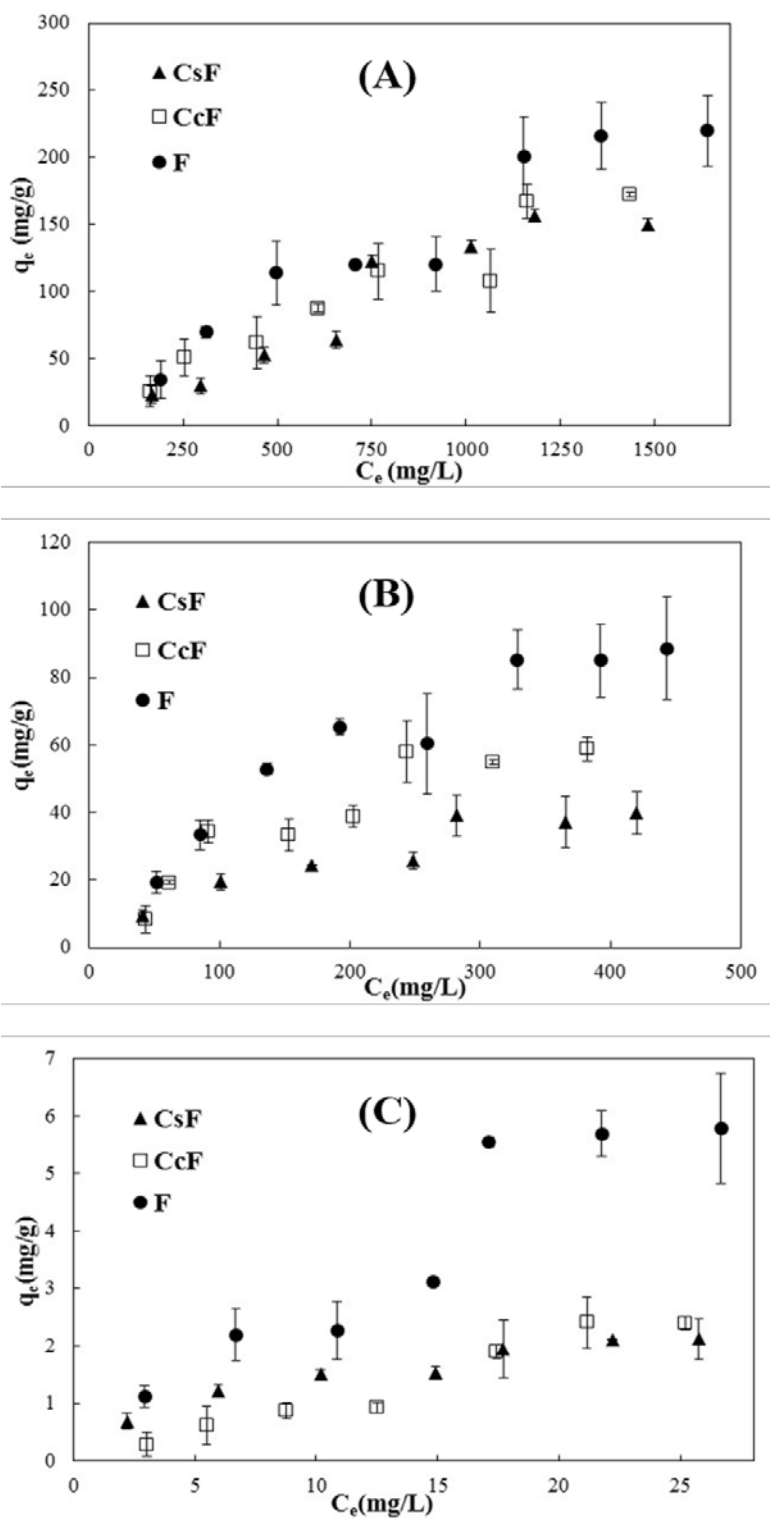 300
250
200
150
100
50
0
qe (mg/g)
CsF
CcF
F
(A)
0 250 500 750 1000 1250 1500
Ce (mg/L)
120
100
80
60
40
20
0
qe(mg/g)
CsF
CcF
F
(B)
0 100 200 300 400 500
Ce(mg/L)
7
6
5
4
3
2
1
0
qe(mg/g)
CsF
CcF
F
(C)
0 5 10 15 20 25
Ce(mg/L)